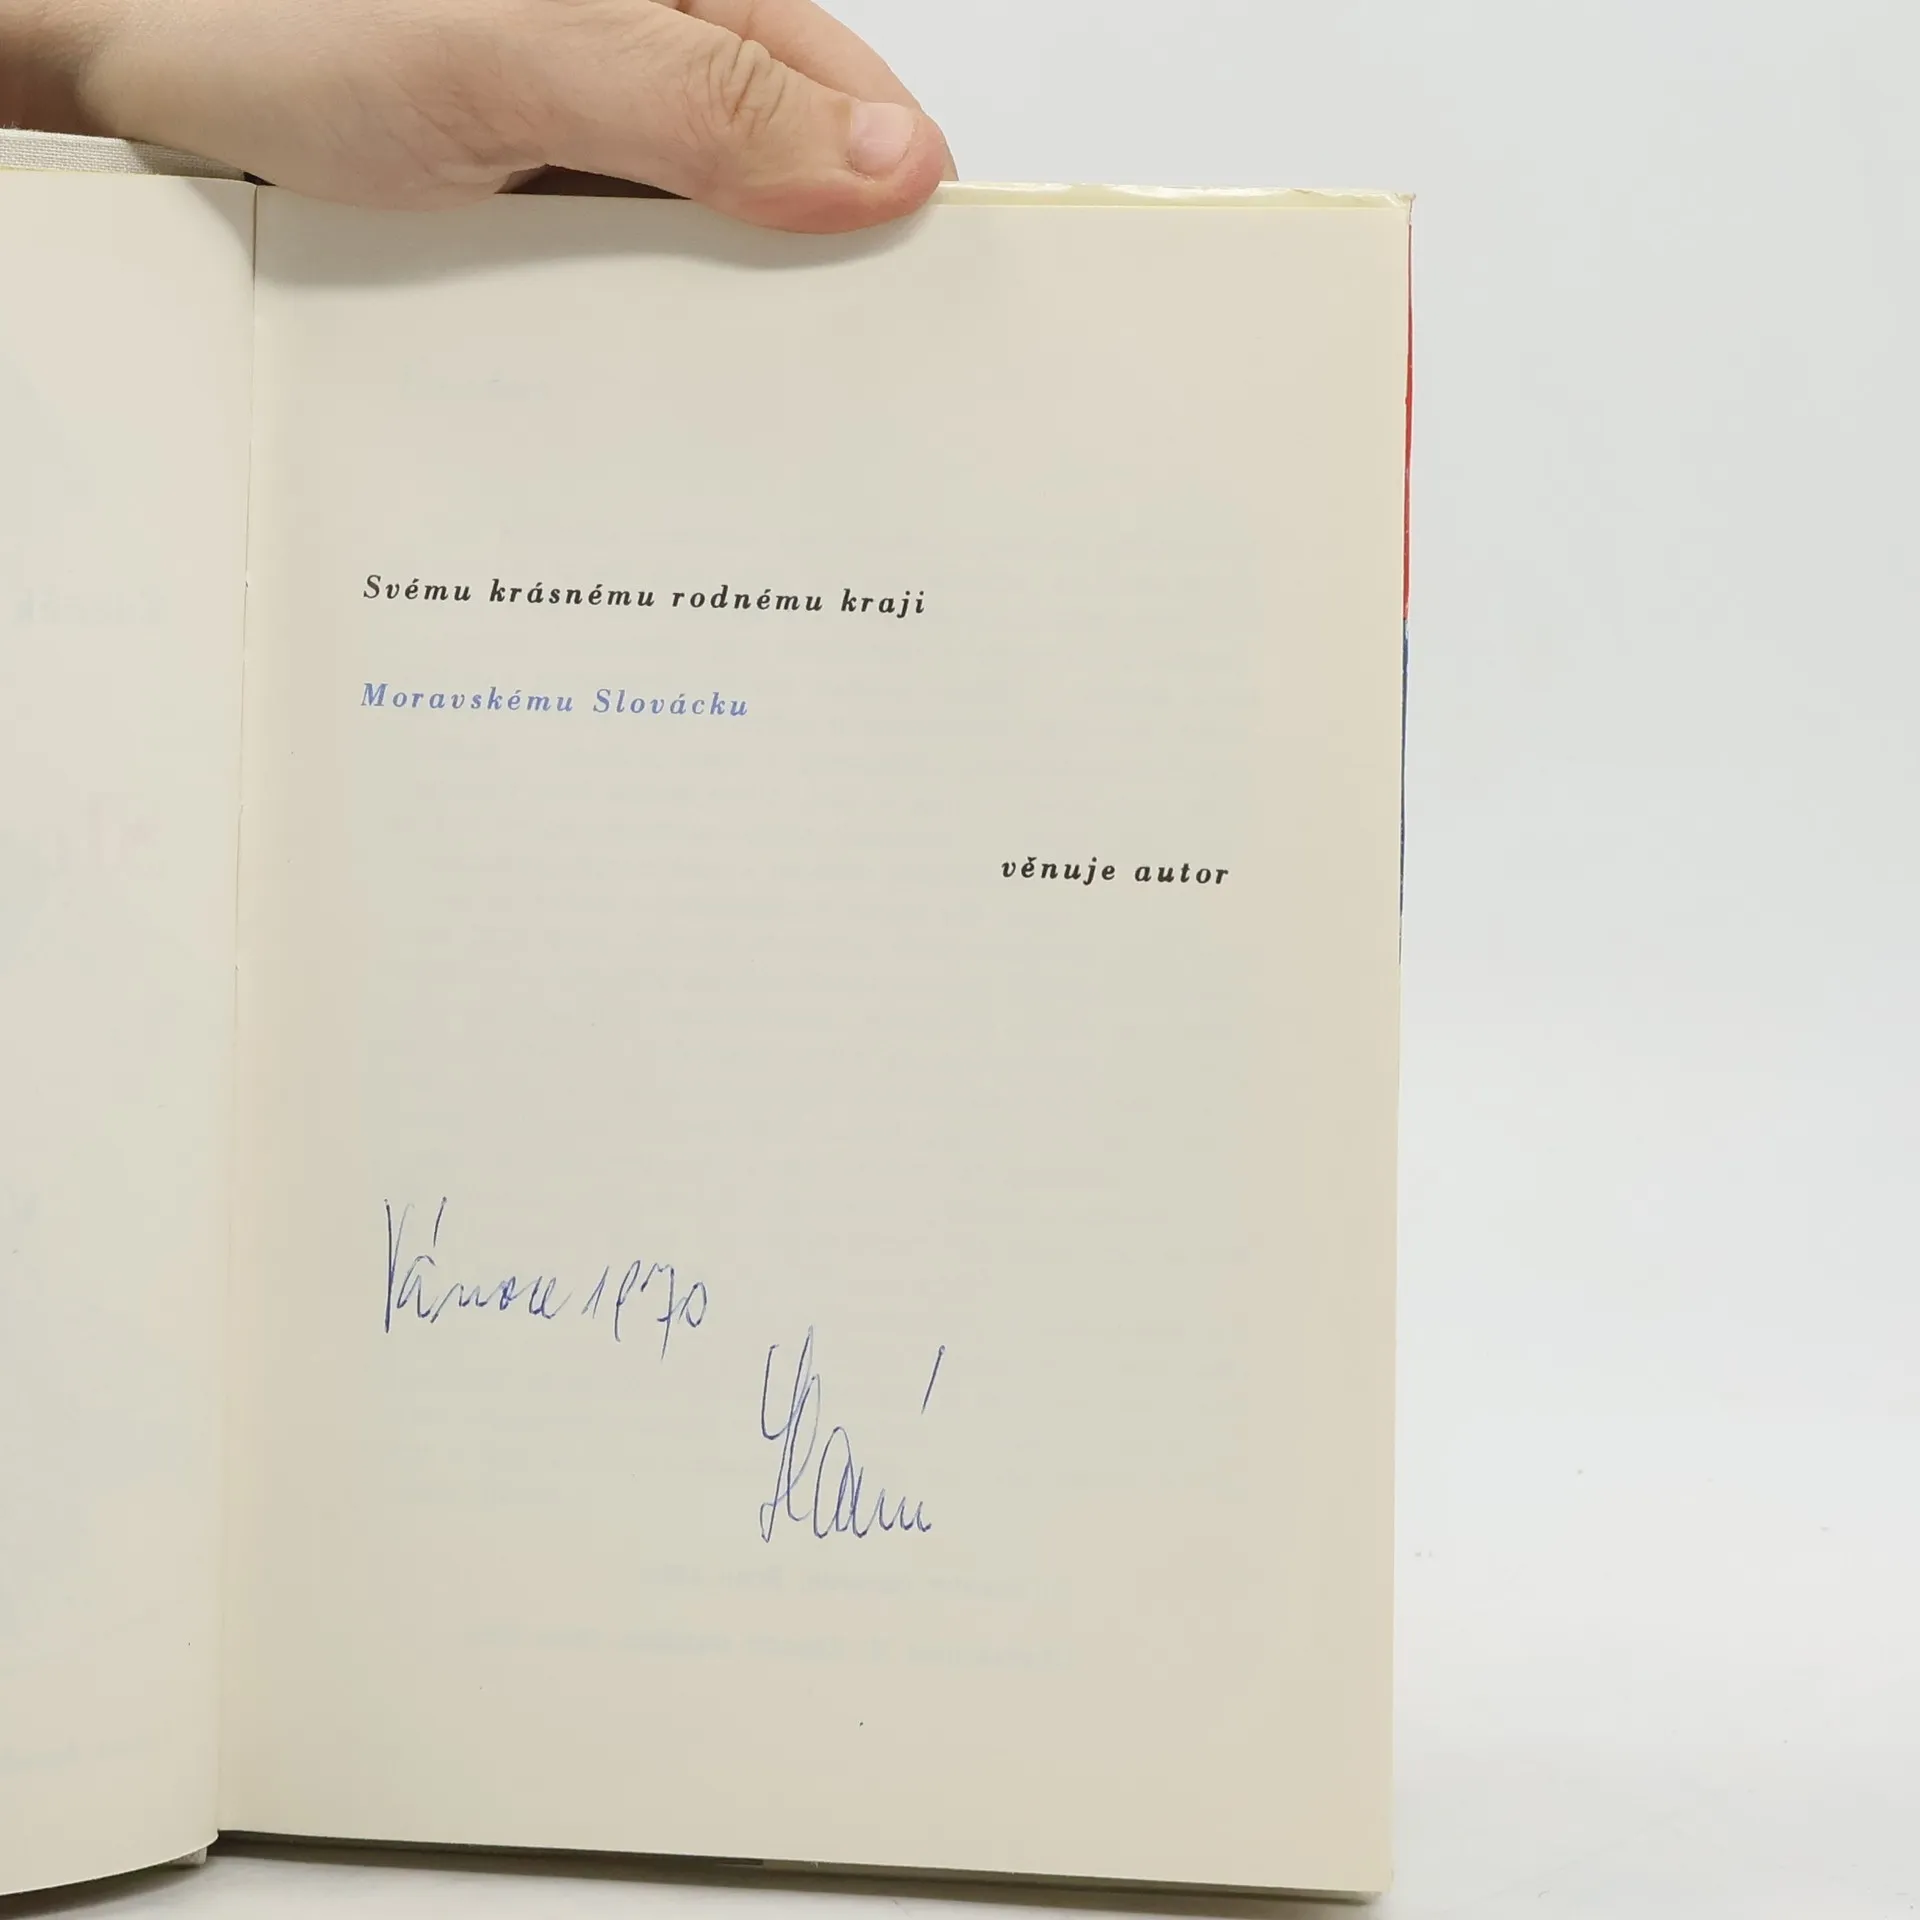 Svému krásnému rodnému kraji
Moravskému Slovácku
věnuje autor
Vánoce 1970